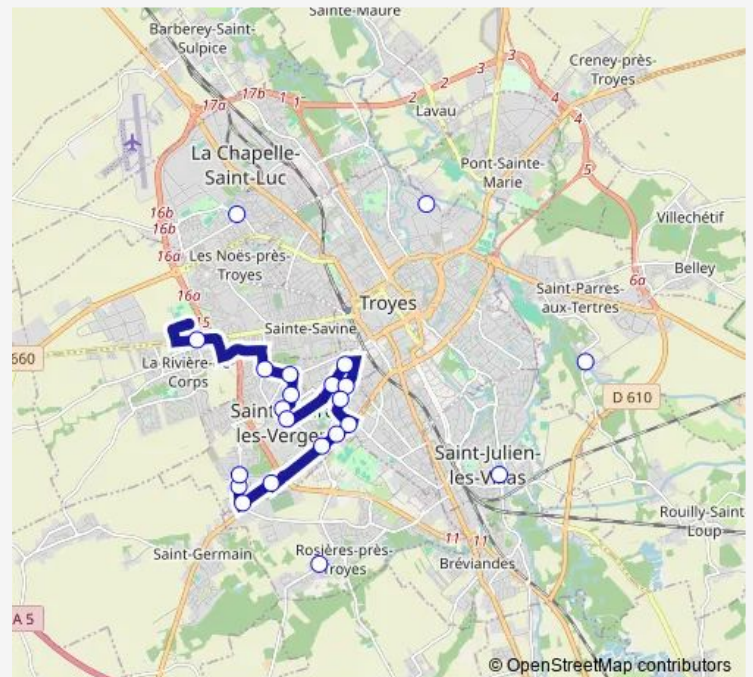 Sainte-Maure
Barberey-Saint-
Sulpice
Creney-près-
Troyes
17a
17b
1
1
2
2
3
3
4
4
Lavau
La Chapelle-
Saint-Luc
Pont-Sainte-
Marie
5
16b
16b
Villechétif
16a
Les Noës-près-
Troyes
Belley
6a
16a
Saint-Parres-
aux-Tertres
Troyes
15
Sainte-Savine
660
La Rivière-
Corps
D 610
les-Verge
Saint-Julien-
les-Villas
Rouilly-Saint
Loup
Saint-Germain
Rosières-près-
Troyes
11
11
Bréviandes
A 5
© OpenStreetMap contributors